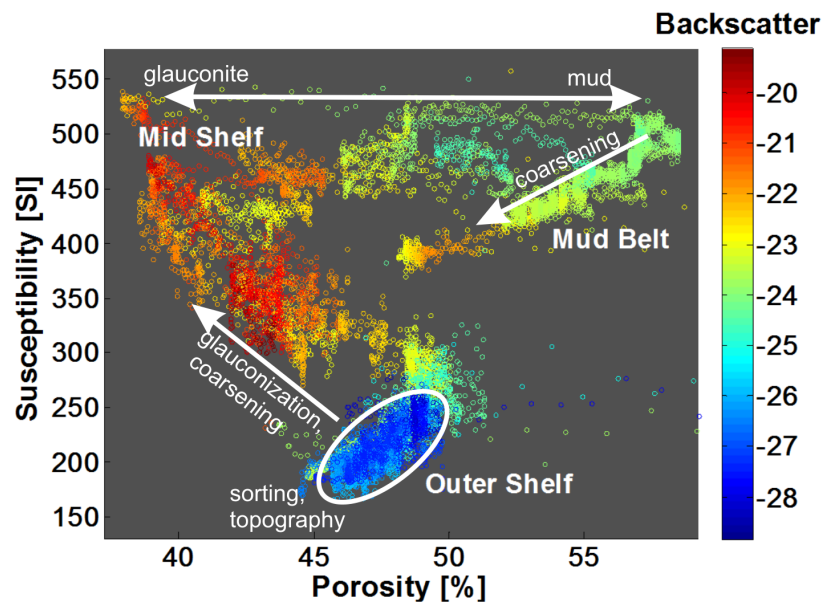 Backscatter
550
500
450
400
350
300
250
200
150
Susceptibility [SI]
glauconite
mud
Mid Shelf
coarsening
Mud Belt
glauconization,
coarsening
sorting,
topography
Outer Shelf
40
45
50
55
Porosity [%]
-20
-21
-22
-23
-24
-25
-26
-27
-28